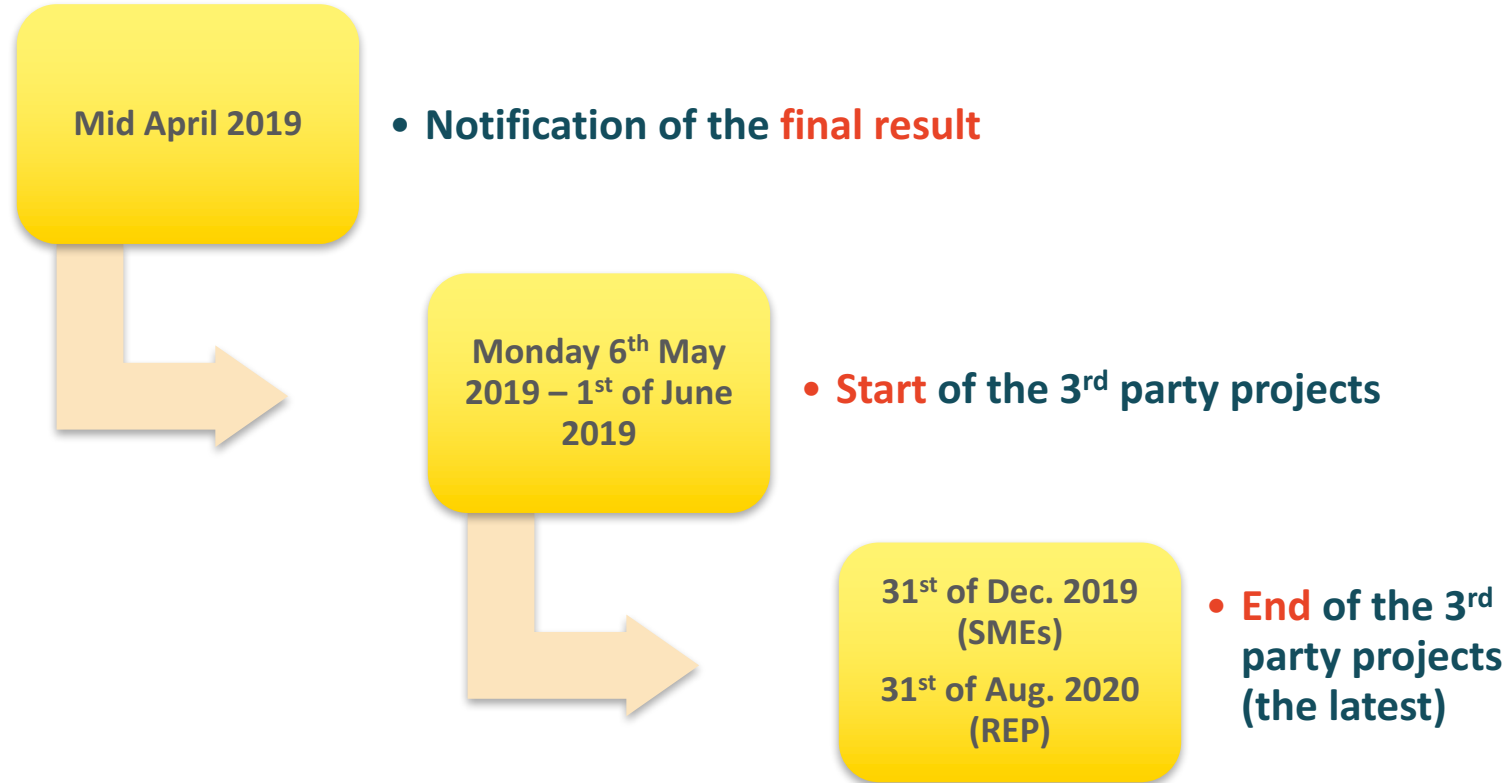 Mid April 2019
• Notification of the final result
Monday 6th May
2019 – 1st of June
2019
• Start of the 3rd party projects
31st of Dec. 2019
(SMEs)
31st of Aug. 2020
(REP)
• End of the 3rd
party projects
(the latest)